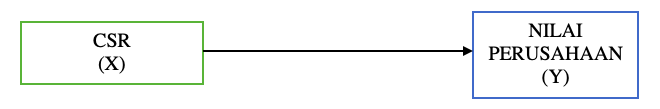 CSR
(X)
NILAI
PERUSAHAAN
(Y)